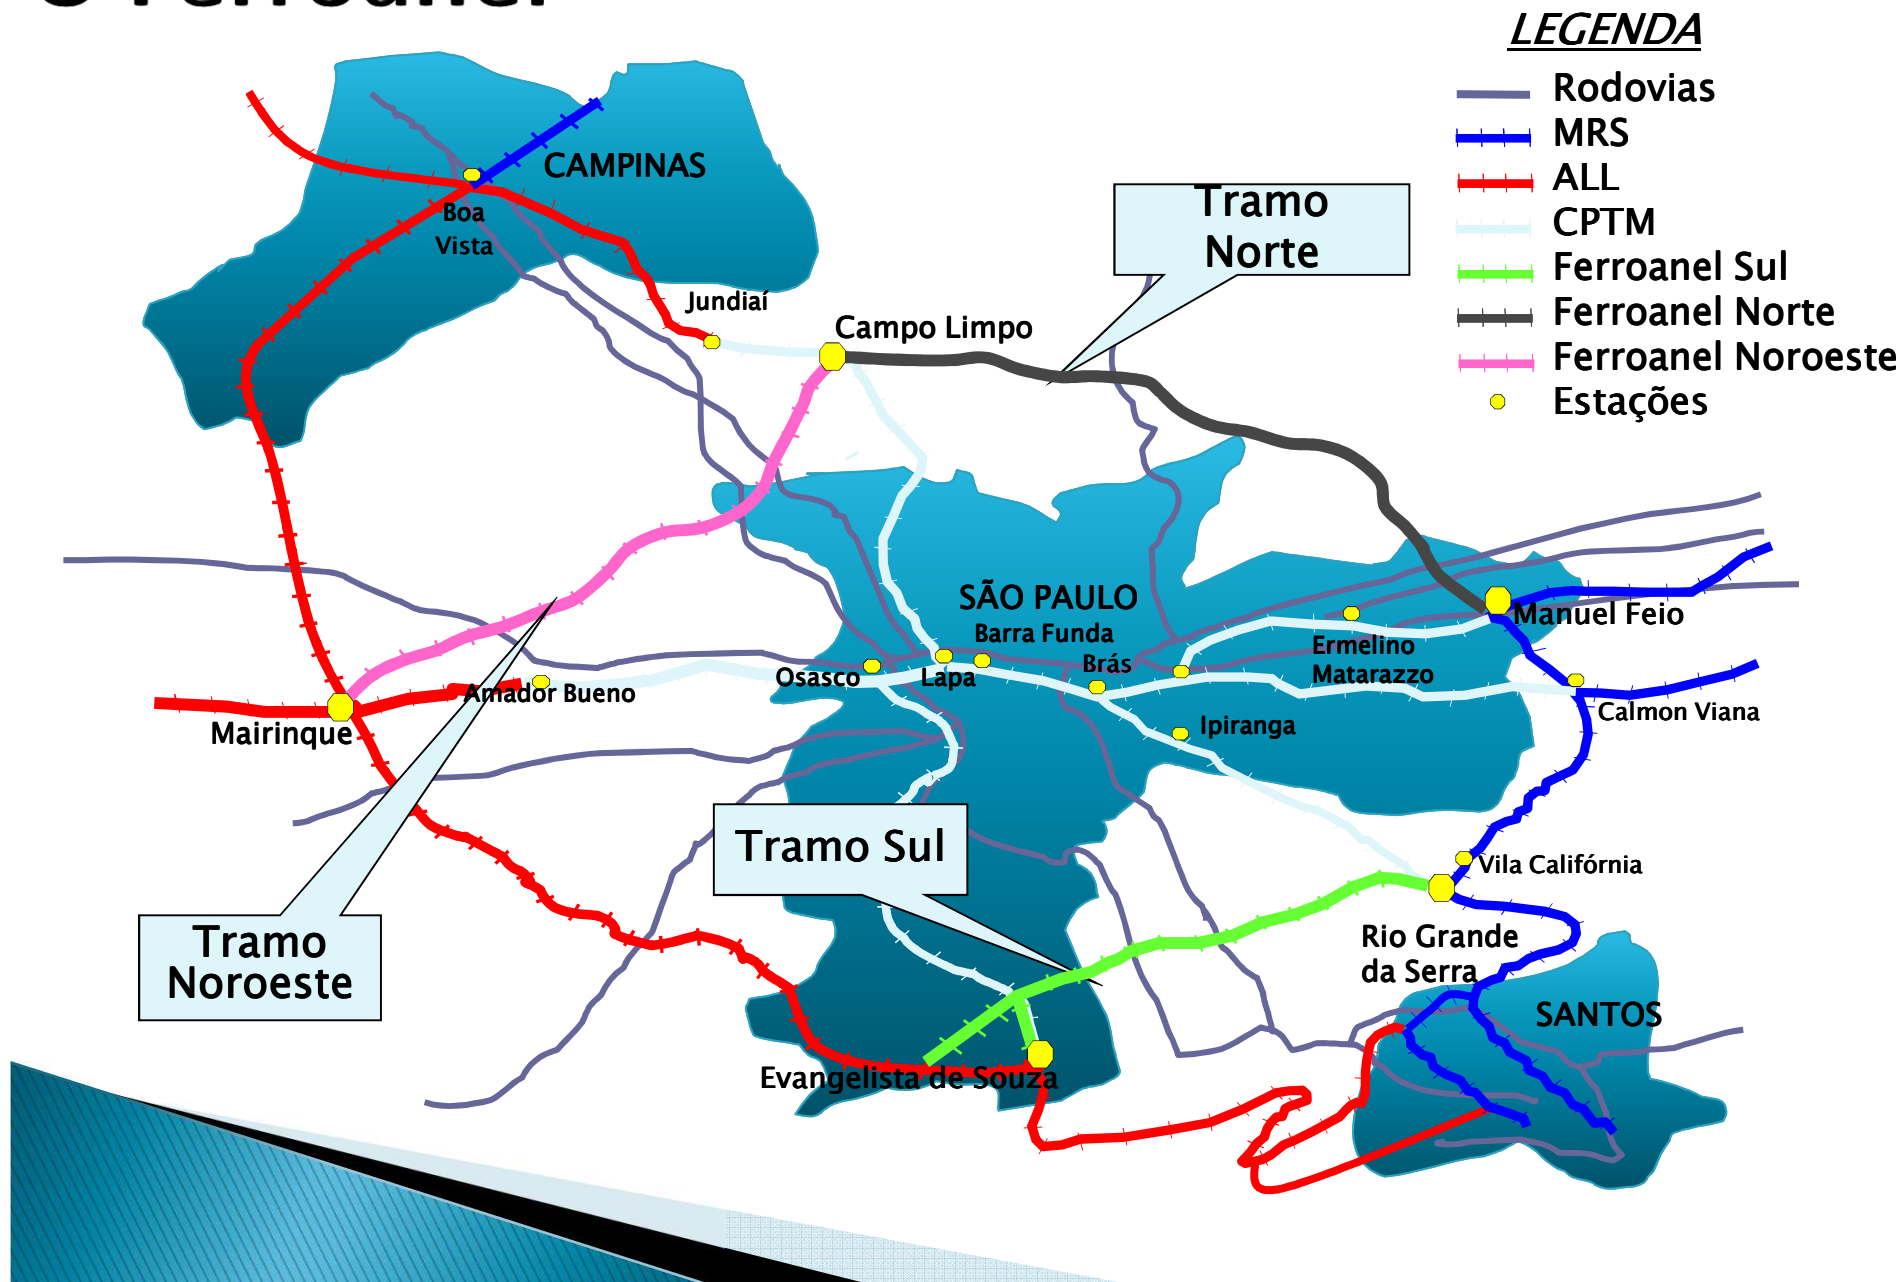 O Ferroanel
LEGENDA
Rodovias
MRS
ALL
CPTM
Ferroanel Sul
Ferroanel Norte
Ferroanel Noroeste
Estações
CAMPINAS
Boa
Vista
Jundiaí
Campo Limpo
Tramo
Norte
SÃO PAULO
Barra Funda
Brás
Osasco
Lapa
Ermelino
Matarazzo
Manuel Feio
Calmon Viana
Ipiranga
Amador Bueno
Mairinque
Tramo Sul
Vila Califórnia
Tramo
Noroeste
Rio Grande
da Serra
SANTOS
Evangelista de Souza